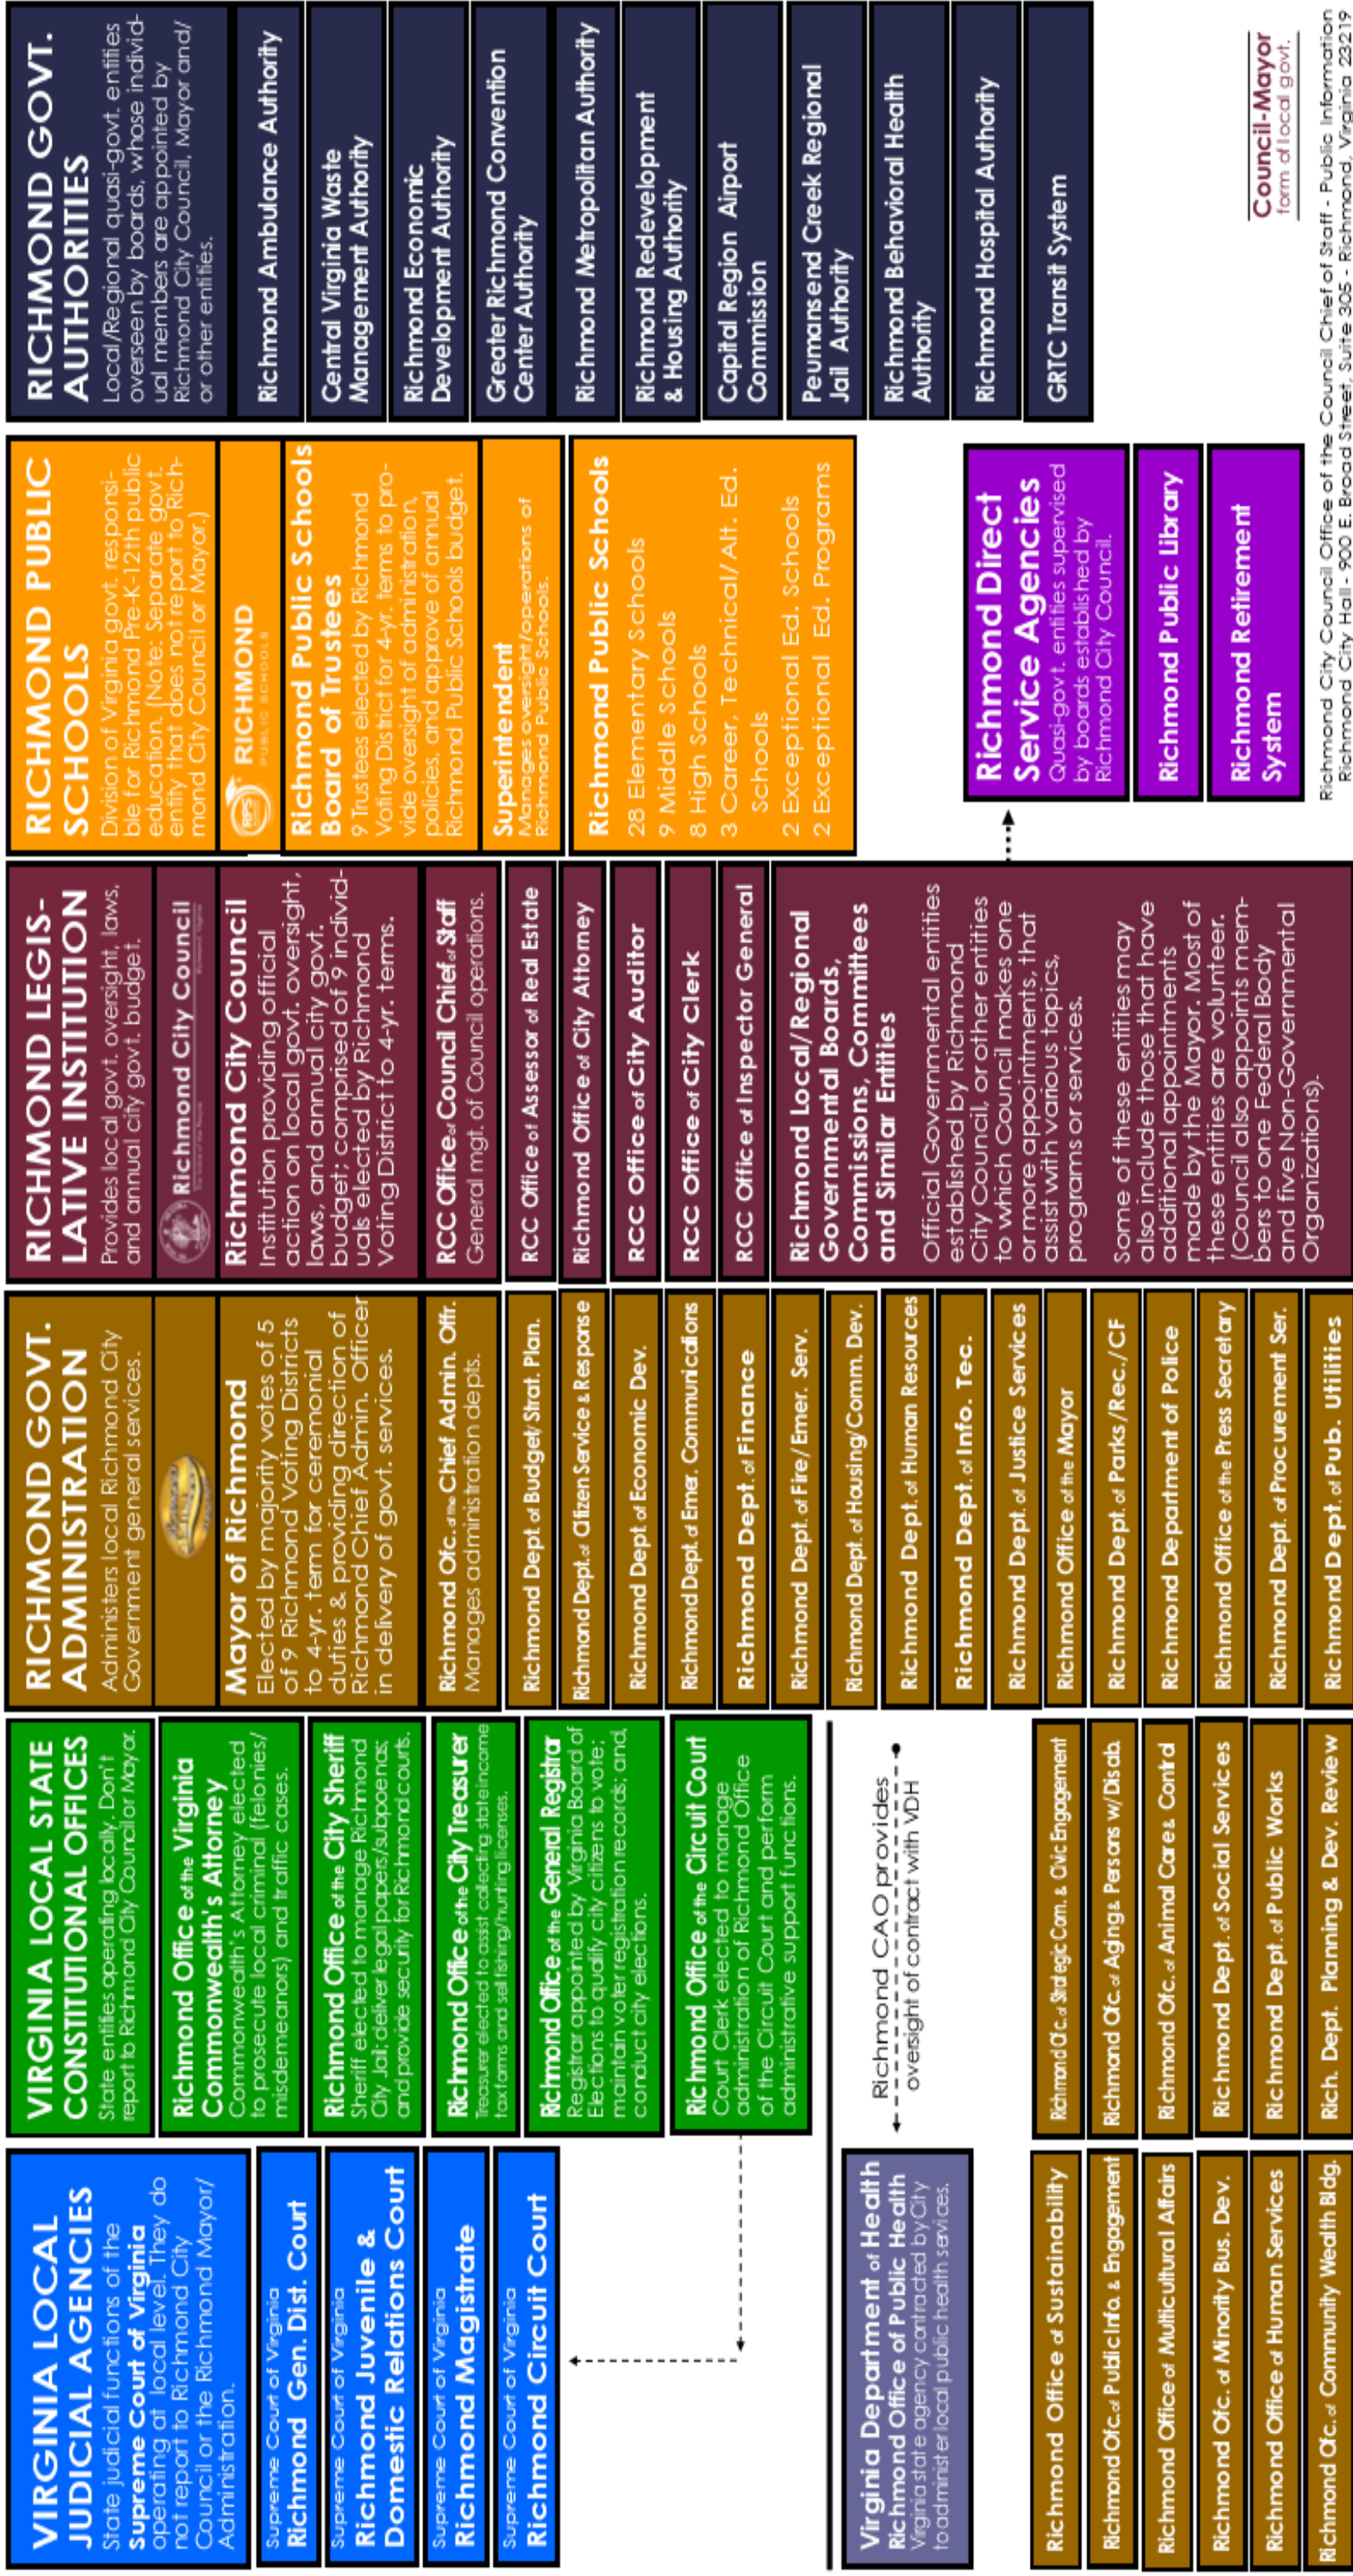 VIRGINIA LOCAL
JUDICIAL AGENCIES
State judicial functions of the
Supreme Court of Virginia
operating at local level. They do
not report to Richmond City
Council or the Richmond Mayor/
Administration.
Supreme Court of Virginia
Richmond Gen. Dist. Court
Supreme Court of Virginia
Richmond Juvenile &
Domestic Relations Court
Supreme Court of Virginia
Richmond Magistrate
Supreme Court of Virginia
Richmond Circuit Court
VIRGINIA LOCAL STATE
CONSTITUTIONAL OFFICES
State entities operating locally. Don't
report to Richmond City Council or Mayor.
Richmond Office of the Virginia
Commonwealth's Attorney
Commonwealth's Attorney elected
to prosecute local criminal (felonies/
misdemeanors) and traffic cases.
Richmond Office of the City Sheriff
Sheriff elected to manage Richmond
City Jail; deliver legal papers/subpoenas;
and provide security for Richmond courts.
Richmond Office of the City Treasurer
Treasurer elected to assist collecting state income
tax forms and sell fishing/hunting licenses.
Richmond Office of the General Registrar
Registrar appointed by Virginia Board of
Elections to qualify city citizens to vote;
maintain voter registration records; and,
conduct city elections.
Richmond Office of the Circuit Court
Court Clerk elected to manage
administration of Richmond Office
of the Circuit Court and perform
administrative support functions.
RICHMOND GOVT.
ADMINISTRATION
Administers local Richmond City
Government general services.
Mayor of Richmond
Elected by majority votes of 5
of 9 Richmond Voting Districts
to 4-yr. term for ceremonial
duties & providing direction of
Richmond Chief Admin. Officer
in delivery of govt. services.
Richmond Ofc. of the Chief Admin. Offr.
Manages administration depts.
Richmond Dept. of Budget/Strat. Plan.
Richmond Dept. of Citizen Service & Response
Richmond Dept of Economic Dev.
Richmond Dept. of Emer. Communications
Richmond Dept. of Finance
Richmond Dept. of Fire/Emer. Serv.
Richmond Dept. of Housing/Comm. Dev.
Richmond Dept. of Human Resources
Richmond Dept. of Info. Tec.
Richmond Dept. of Justice Services
Richmond Office of the Mayor
Richmond Dept. of Parks/Rec./CF
Richmond Department of Police
Richmond Office of the Press Secretary
Richmond Dept. of Procurement Ser.
Richmond Dept. of Pub. Utilities
RICHMOND LEGIS-
LATIVE INSTITUTION
Provides local govt. oversight, laws,
and annual city govt. budget.
Richmond City Council
Richmond City Council
Institution providing official
action on local govt. oversight,
laws, and annual city govt.
budget; comprised of 9 individ-
uals elected by Richmond
Voting District to 4-yr. terms.
RCC Office of Council Chief of Staff
General mgt. of Council operations.
RCC Office of Assessor of Real Estate
Richmond Office of City Attorney
RCC Office of City Auditor
RCC Office of City Clerk
RCC Office of Inspector General
Richmond Local/Regional
Governmental Boards,
Commissions, Committees
and Similar Entities
Official Governmental entities
established by Richmond
City Council, or other entities
to which Council makes one
or more appointments, that
assist with various topics,
programs or services.
Some of these entities may
also include those that have
additional appointments
made by the Mayor. Most of
these entities are volunteer.
(Council also appoints mem-
bers to one Federal Body
and five Non-Governmental
Organizations).
RICHMOND PUBLIC
SCHOOLS
Division of Virginia govt. responsi-
ble for Richmond Pre-K-12th public
education. (Note: Separate govt.
entity that does not report to Rich-
mond City Council or Mayor.)
RPS
RICHMOND
PUBLIC SCHOOLS
Richmond Public Schools
Board of Trustees
9 Trustees elected by Richmond
Voting District for 4-yr. terms to pro-
vide oversight of administration,
policies, and approve of annual
Richmond Public Schools budget.
Superintendent
Manages oversight/operations of
Richmond Public Schools.
Richmond Public Schools
28 Elementary Schools
9 Middle Schools
8 High Schools
3 Career, Technical/Alt. Ed.
Schools
2 Exceptional Ed. Schools
2 Exceptional Ed. Programs
RICHMOND GOVT.
AUTHORITIES
Local/Regional quasi-govt. entities
overseen by boards, whose individ-
ual members are appointed by
Richmond City Council, Mayor and/
or other entities.
Richmond Ambulance Authority
Central Virginia Waste
Management Authority
Richmond Economic
Development Authority
Greater Richmond Convention
Center Authority
Richmond Metropolitan Authority
Richmond Redevelopment
& Housing Authority
Capital Region Airport
Commission
Peumansend Creek Regional
Jail Authority
Richmond Behavioral Health
Authority
Richmond Hospital Authority
GRTC Transit System
Virginia Department of Health
Richmond Office of Public Health
Virginia state agency contracted by City
to administer local public health services.
Richmond CAO provides
oversight of contract with VDH
Richmond Office of Sustainability
Richmond Ofc. of Public Info. & Engagement
Richmond Office of Multicultural Affairs
Richmond Ofc. of Minority Bus. Dev.
Richmond Office of Human Services
Richmond Ofc. of Community Wealth Bldg.
Richmond Ofc. of Strategic Com. & Civic Engagement
Richmond Ofc. of Aging & Persons w/Disab.
Richmond Ofc. of Animal Care & Control
Richmond Dept. of Social Services
Richmond Dept. of Public Works
Rich. Dept. Planning & Dev. Review
Richmond Direct
Service Agencies
Quasi-govt. entities supervised
by boards established by
Richmond City Council.
Richmond Public Library
Richmond Retirement
System
Council-Mayor
form of local govt.
Richmond City Council Office of the Council Chief of Staff - Public Information
Richmond City Hall - 900 E. Broad Street, Suite 305 - Richmond, Virginia 23219